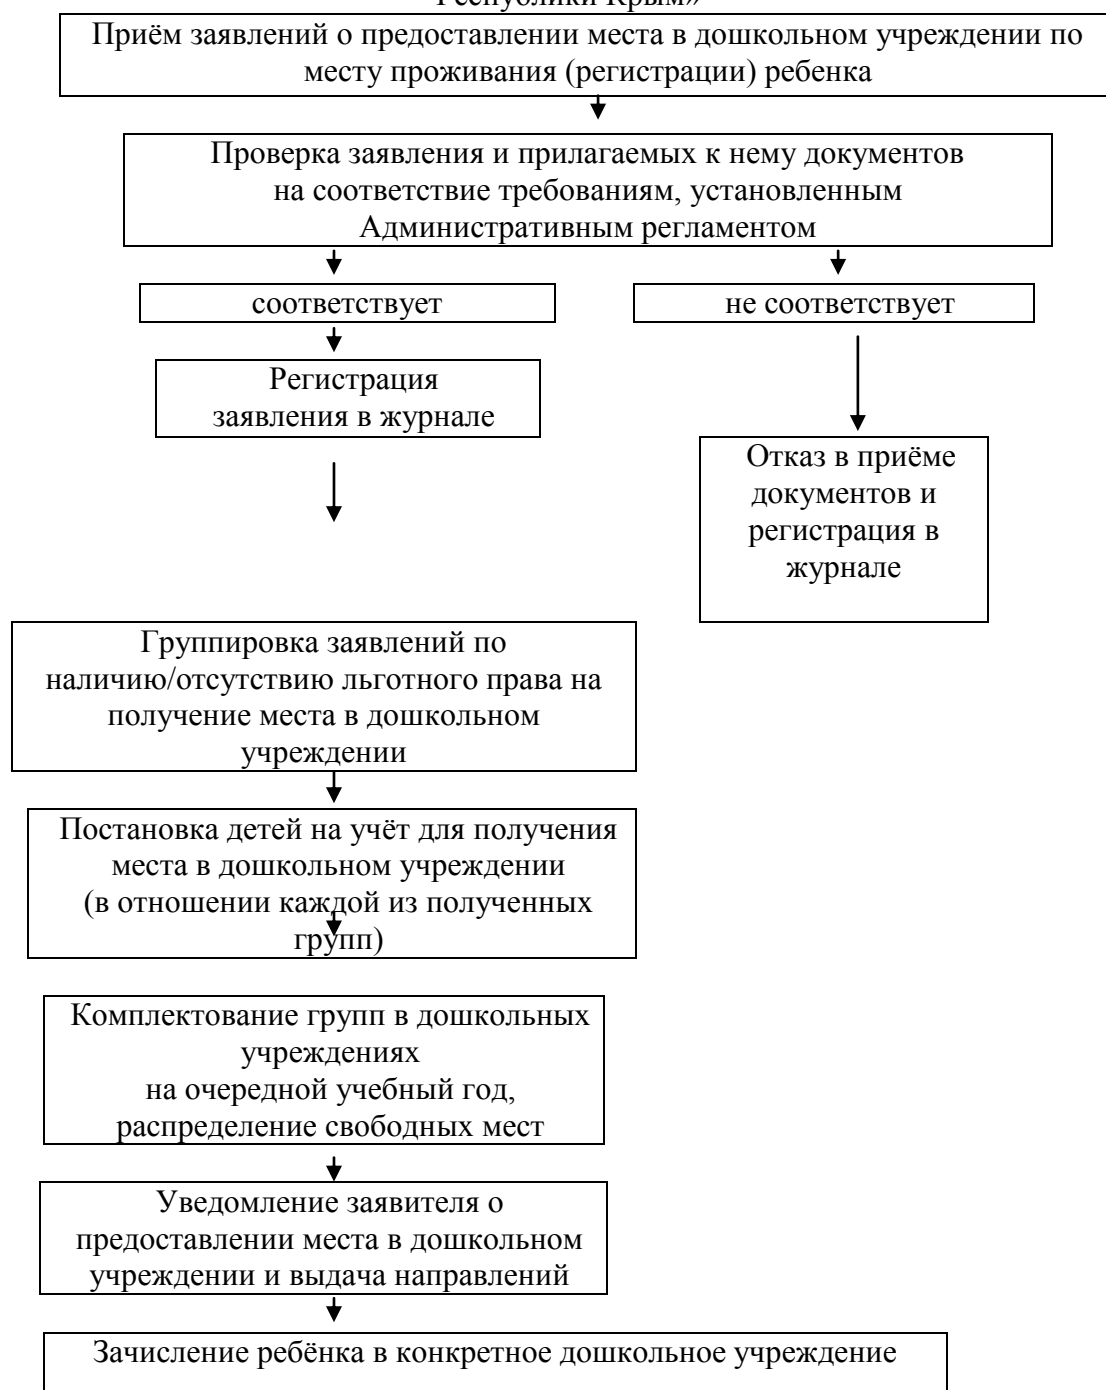 Республики Крым»
Приём заявлений о предоставлении места в дошкольном учреждении по
месту проживания (регистрации) ребенка
Проверка заявления и прилагаемых к нему документов
на соответствие требованиям, установленным
Административным регламентом
соответствует
не соответствует
Регистрация
заявления в журнале
Отказ в приёме
документов и
регистрация в
журнале
Группировка заявлений по
наличию/отсутствию льготного права на
получение места в дошкольном
учреждении
Постановка детей на учёт для получения
места в дошкольном учреждении
(в отношении каждой из полученных
групп)
Комплектование групп в дошкольных
учреждениях
на очередной учебный год,
распределение свободных мест
Уведомление заявителя о
предоставлении места в дошкольном
учреждении и выдача направлений
Зачисление ребёнка в конкретное дошкольное учреждение